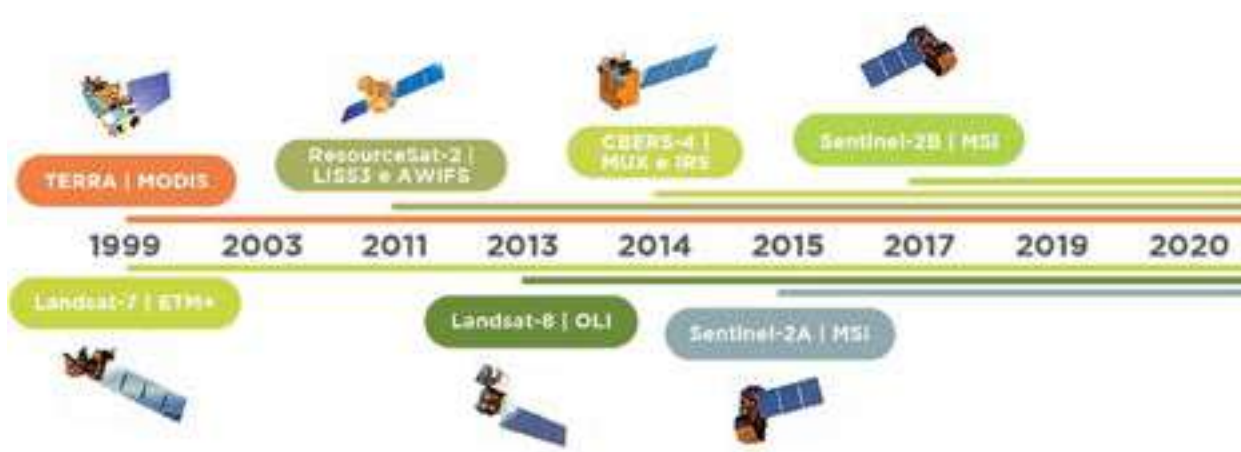 TERRA | MODIS
ResourceSat-2 |
LISS3 e AWIFS
CBERS-4 |
MUX e IRS
Sentinel-2B | MSI
1999 2003 2011 2013 2014 2015 2017 2019 2020
Landsat-7 | ETM+
Landsat-8 | OLI
Sentinel-2A | MSI